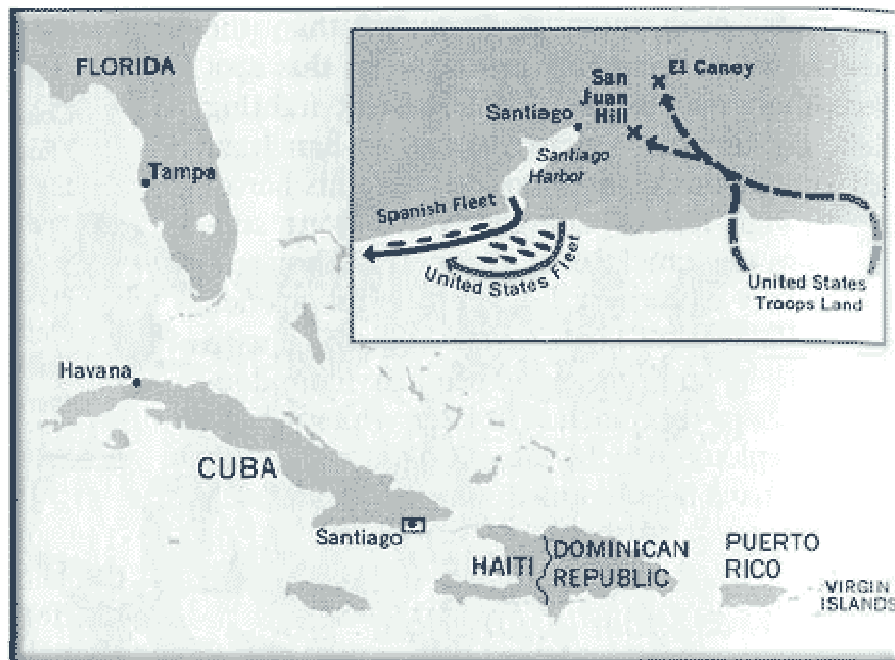 FLORIDA
Tampa
Havana
CUBA
Santiago
HAITI
DOMINICAN
REPUBLIC
PUERTO
RICO
VIRGIN
ISLANDS
El Caney
San
Juan
Hill
Santiago
Santiago
Harbor
Spanish Fleet
United States Fleet
United States
Troops Land